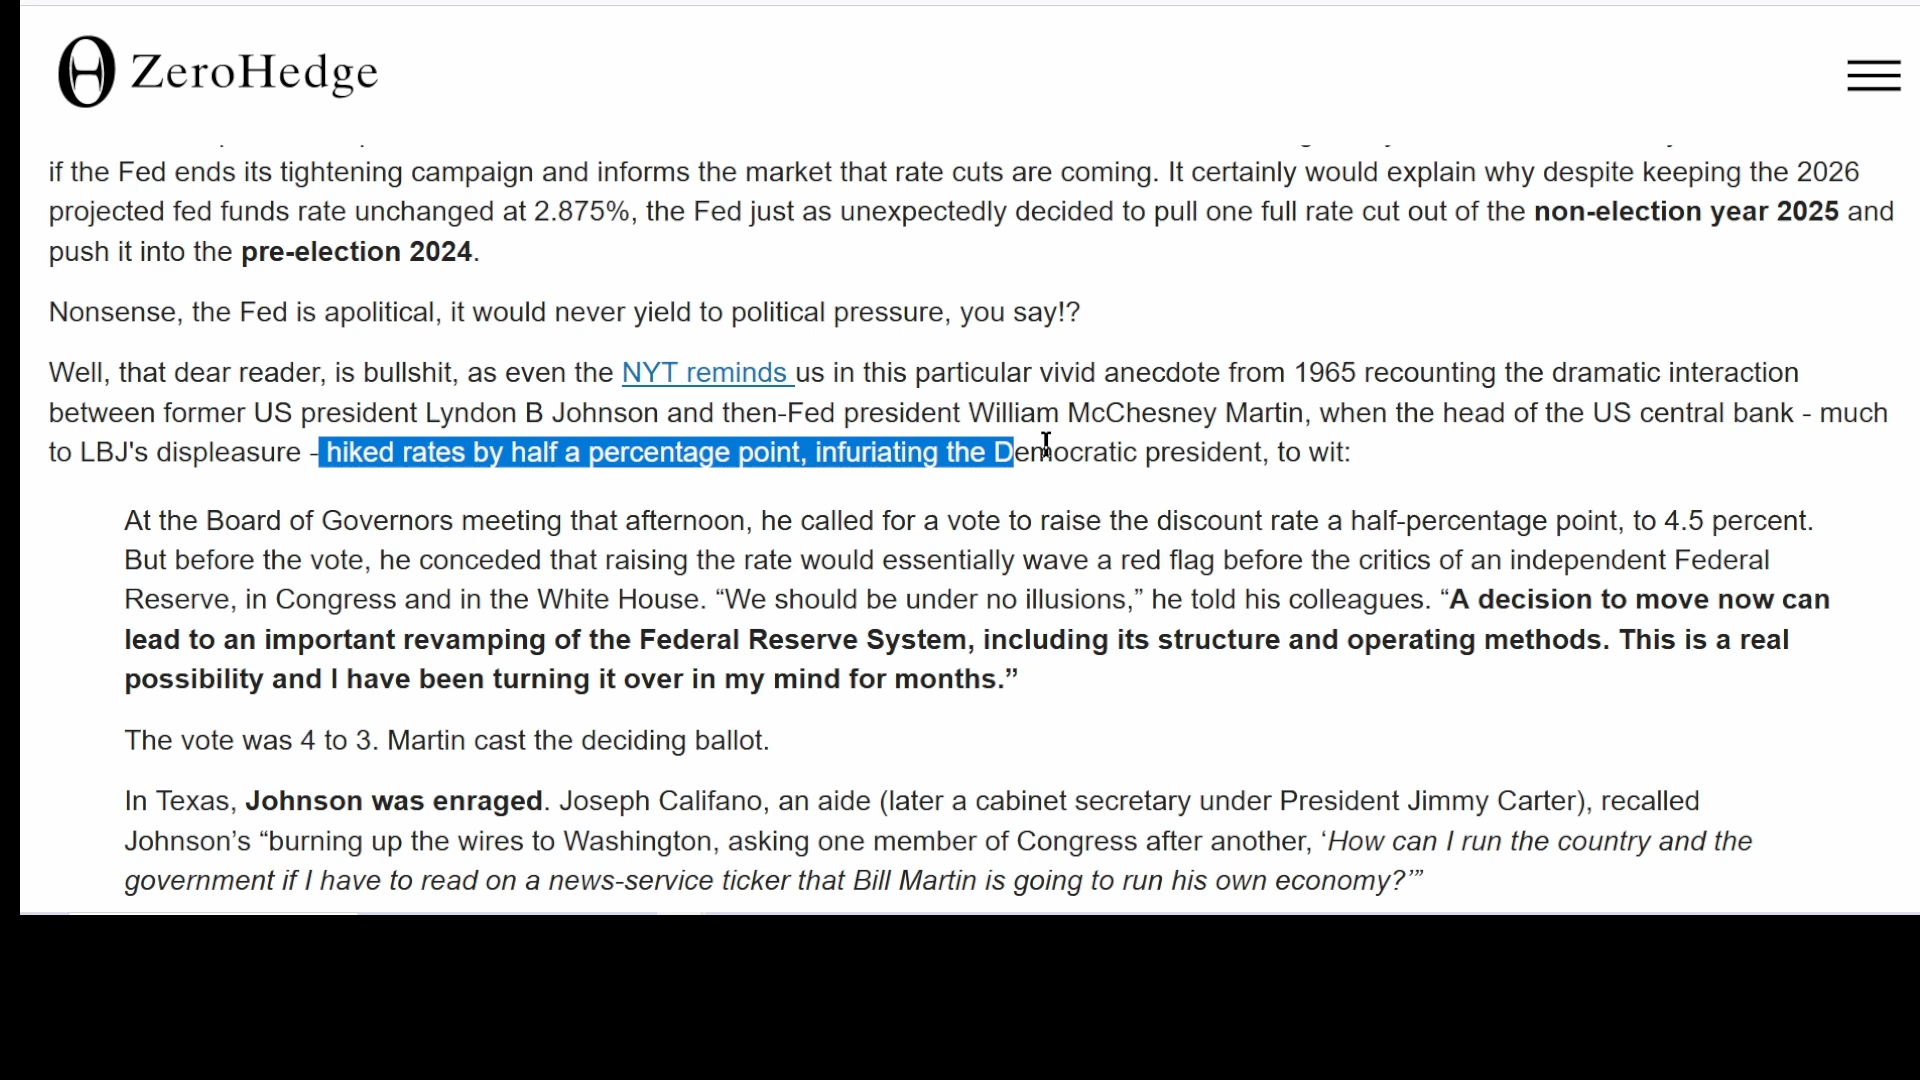 ZeroHedge
if the Fed ends its tightening campaign and informs the market that rate cuts are coming. It certainly would explain why despite keeping the 2026
projected fed funds rate unchanged at 2.875%, the Fed just as unexpectedly decided to pull one full rate cut out of the non-election year 2025 and
push it into the pre-election 2024.
Nonsense, the Fed is apolitical, it would never yield to political pressure, you say!?
Well, that dear reader, is bullshit, as even the NYT reminds us in this particular vivid anecdote from 1965 recounting the dramatic interaction
between former US president Lyndon B Johnson and then-Fed president William McChesney Martin, when the head of the US central bank - much
to LBJ's displeasure - hiked rates by half a percentage point, infuriating the Democratic president, to wit:
At the Board of Governors meeting that afternoon, he called for a vote to raise the discount rate a half-percentage point, to 4.5 percent.
But before the vote, he conceded that raising the rate would essentially wave a red flag before the critics of an independent Federal
Reserve, in Congress and in the White House. “We should be under no illusions,” he told his colleagues. “A decision to move now can
lead to an important revamping of the Federal Reserve System, including its structure and operating methods. This is a real
possibility and I have been turning it over in my mind for months.”
The vote was 4 to 3. Martin cast the deciding ballot.
In Texas, Johnson was enraged. Joseph Califano, an aide (later a cabinet secretary under President Jimmy Carter), recalled
Johnson’s “burning up the wires to Washington, asking one member of Congress after another, ‘How can I run the country and the
government if I have to read on a news-service ticker that Bill Martin is going to run his own economy?’”